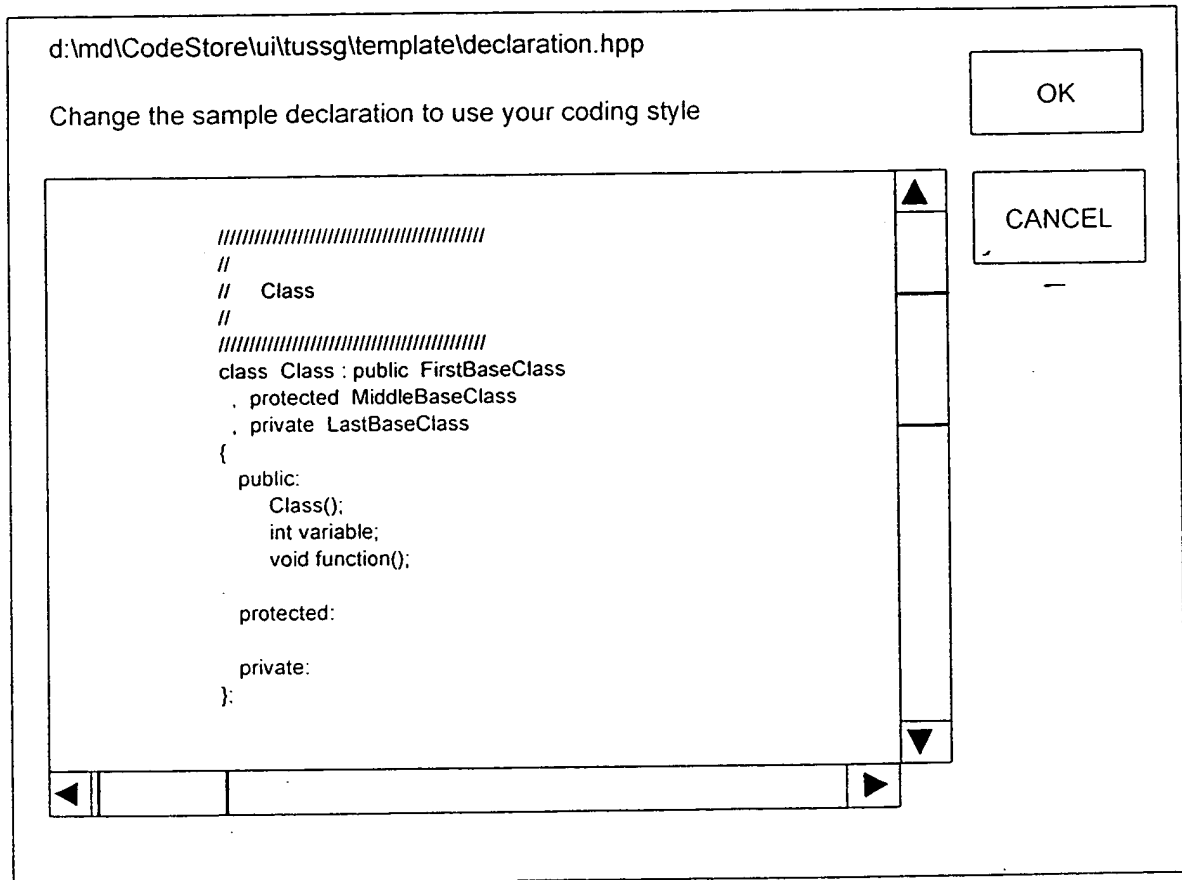 d:\md\CodeStore\ui\tussg\template\declaration.hpp
OK
Change the sample declaration to use your coding style
CANCEL
////////////////////////////////////////////
//
//    Class
//
////////////////////////////////////////////
class  Class : public  FirstBaseClass
  ,  protected  MiddleBaseClass
  ,  private  LastBaseClass
{
   public:
       Class();
       int variable;
       void function();
   protected:
   private:
};